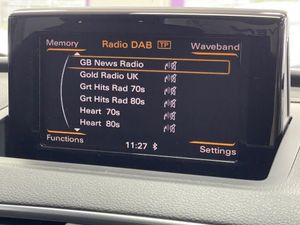 Memory Radio DAB TP Waveband
GB News Radio
Gold Radio UK
Grt Hits Rad 70s
Grt Hits Rad 80s
Heart 70s
Heart 80s
Functions 11:27 Settings